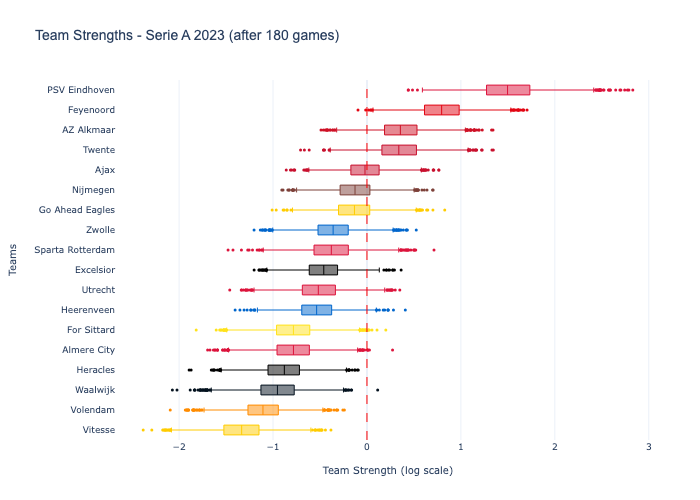 Team Strengths - Serie A 2023 (after 180 games)
PSV Eindhoven
Feyenoord
AZ Alkmaar
Twente
Ajax
Nijmegen
Go Ahead Eagles
Zwolle
Sparta Rotterdam
Excelsior
Utrecht
Heerenveen
For Sittard
Almere City
Heracles
Waalwijk
Volendam
Vitesse
Teams
−2 −1 0 1 2 3
Team Strength (log scale)